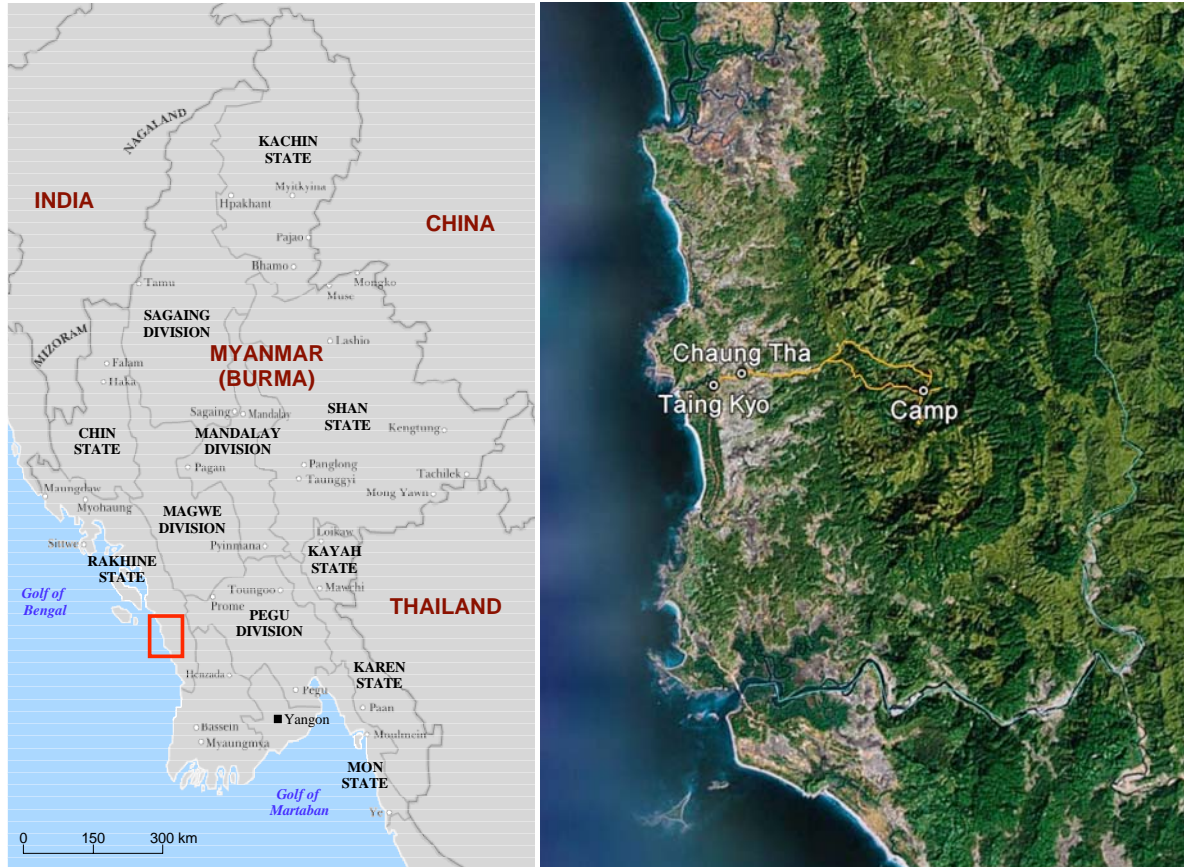 NAGALAND
KACHIN
STATE
Myitkyina
Hpakhant
INDIA
CHINA
Pajao
Bhamo
Mongko
Tamu
Muse
SAGAING
DIVISION
MIZORAM
Lashio
MYANMAR
(BURMA)
Falam
Haka
Sagaing
Mandalay
SHAN
STATE
CHIN
STATE
MANDALAY
DIVISION
Kengtung
Pagan
Panglong
Taunggyi
Tachilek
Mong Yawn
Maungdaw
Myohaung
MAGWE
DIVISION
Loikaw
Sittwe
Pyinmana
KAYAH
STATE
RAKHINE
STATE
Toungoo
Mawchi
Golf of
Bengal
Prome
THAILAND
PEGU
DIVISION
Henzada
KAREN
STATE
Pegu
Paan
Yangon
Bassein
Moulmein
Myaungmya
MON
STATE
Golf of
Martaban
Ye
0 150 300 km
Chaung Tha
Taing Kyo
Camp